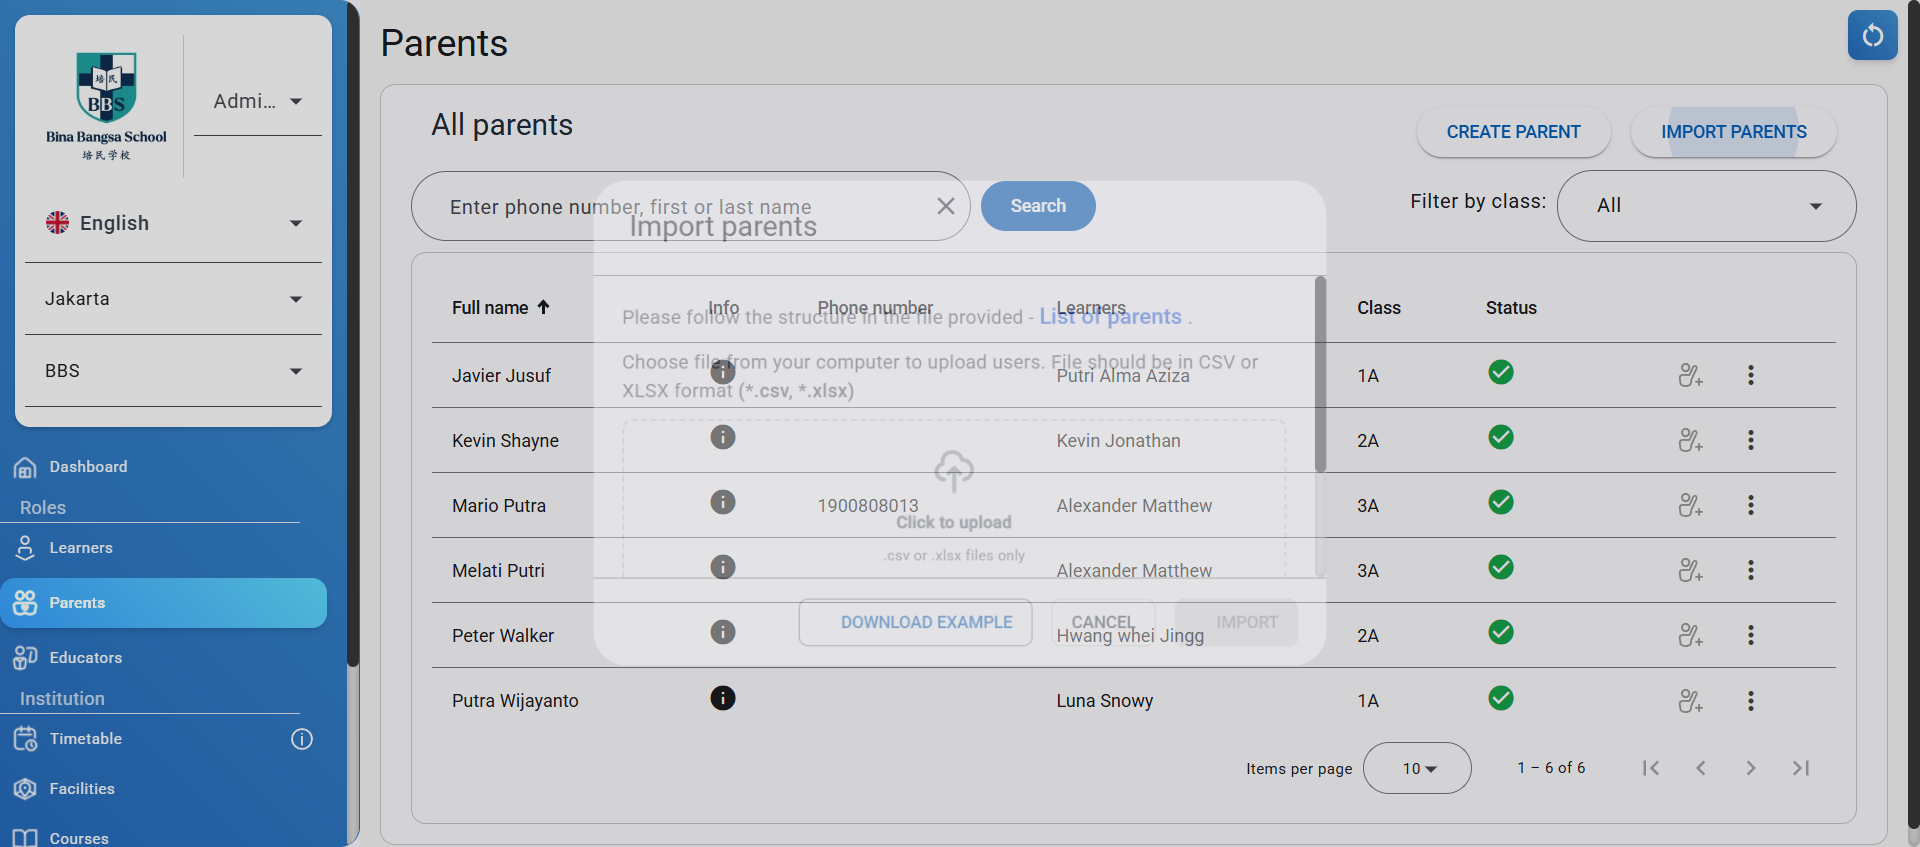 培 民
BBS
Bina Bangsa School
培民学校
Admi...
English
Jakarta
BBS
Dashboard
Roles
Learners
Parents
Educators
Institution
Timetable
Facilities
Courses
Parents
All parents
CREATE PARENT
IMPORT PARENTS
Enter phone number, first or last name
Search
Filter by class:
All
Full name
Info
Phone number
Learners
Class
Status
Javier Jusuf
Putri Alma Aziza
1A
Kevin Shayne
Kevin Jonathan
2A
Mario Putra
1900808013
Alexander Matthew
3A
Melati Putri
Alexander Matthew
3A
Peter Walker
Hwang whei Jingg
2A
Putra Wijayanto
Luna Snowy
1A
Items per page
10
1 – 6 of 6
Import parents
Please follow the structure in the file provided - List of parents .
Choose file from your computer to upload users. File should be in CSV or
XLSX format (*.csv, *.xlsx)
Click to upload
.csv or .xlsx files only
DOWNLOAD EXAMPLE
CANCEL
IMPORT